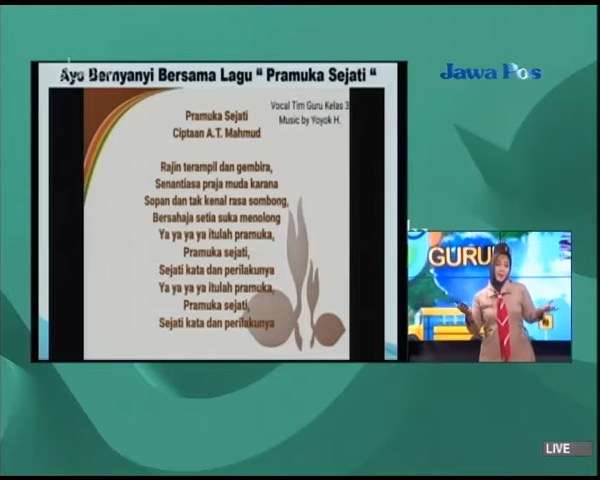 Ayo Bernyanyi Bersama Lagu “ Pramuka Sejati “
Jawa Pos
Pramuka Sejati
Ciptaan A.T. Mahmud
Vocal Tim Guru Kelas 3
Music by Yoyok H.
Rajin terampil dan gembira,
Senantiasa praja muda karana
Sopan dan tak kenal rasa sombong,
Bersahaja setia suka menolong
Ya ya ya ya itulah pramuka,
Pramuka sejati,
Sejati kata dan perilakunya
Ya ya ya ya itulah pramuka,
Pramuka sejati,
Sejati kata dan perilakunya
GURU
LIVE